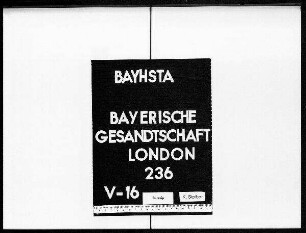 BAYHSTA
BAYERISCHE
GESANDTSCHAFT
LONDON
236
V-16